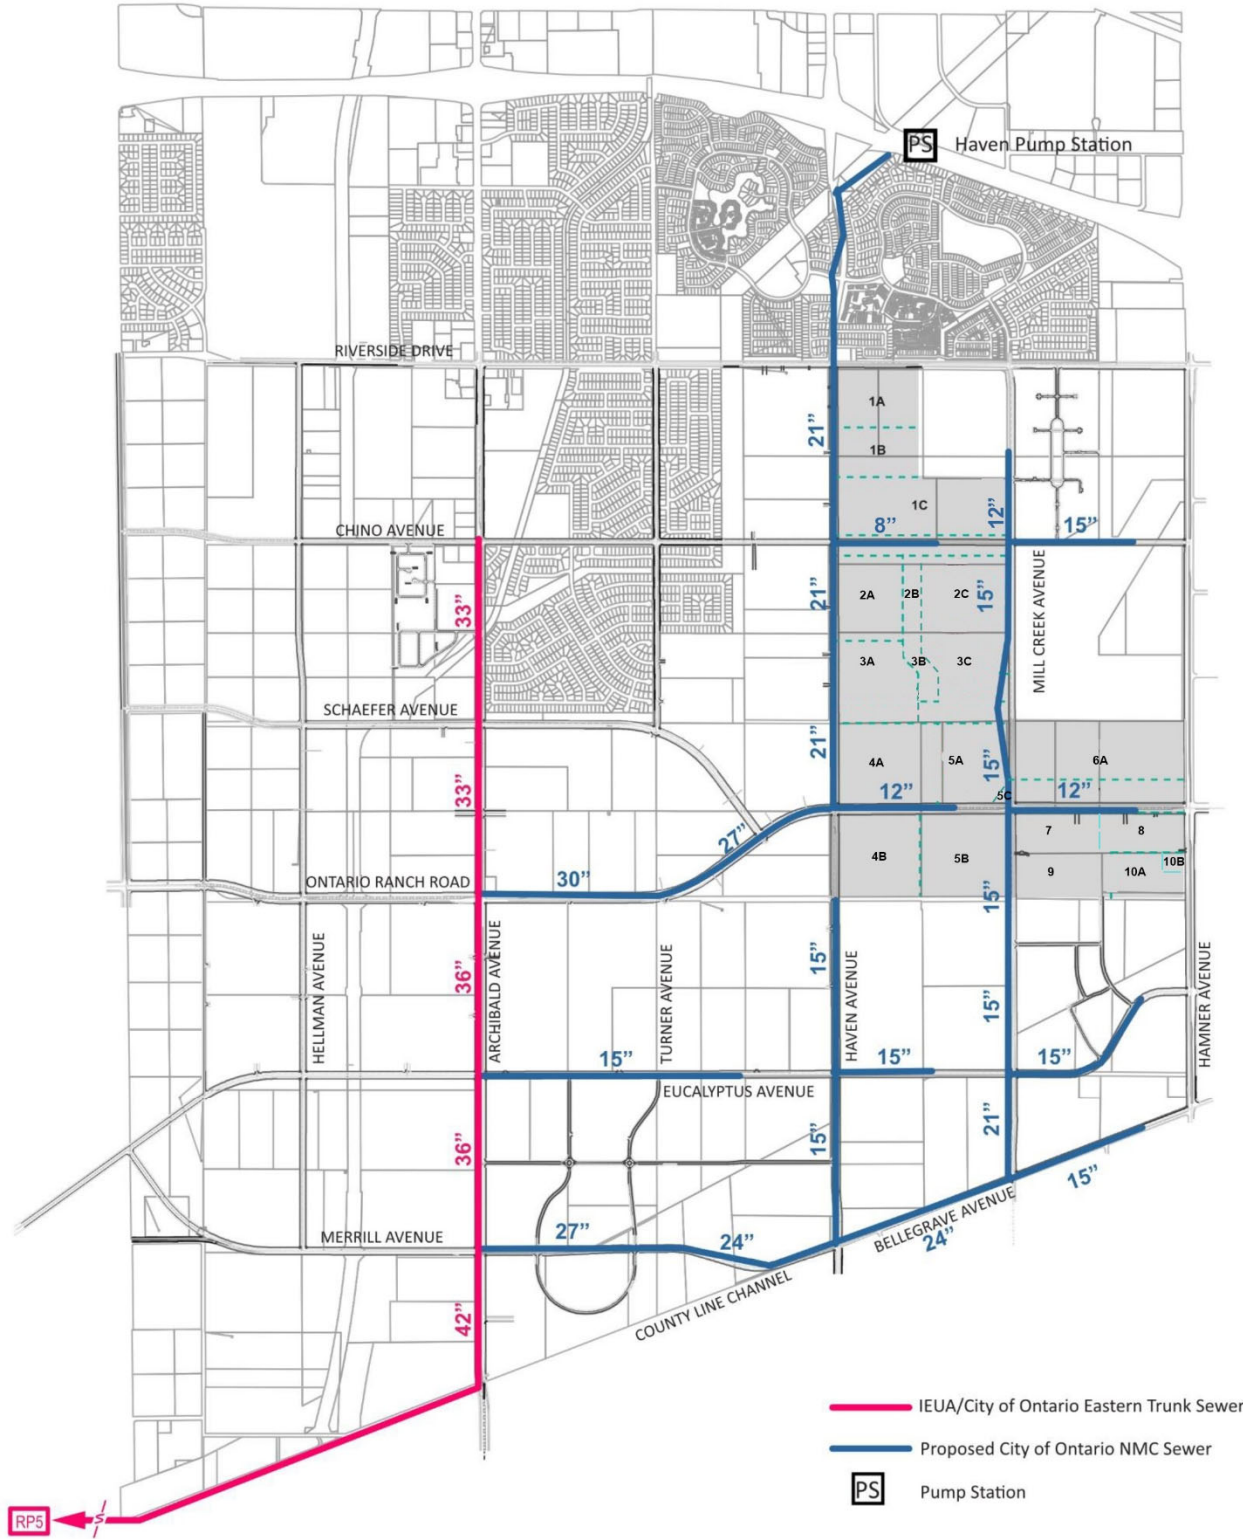 PS Haven Pump Station
RIVERSIDE DRIVE
1A
21”
1B
1C
12”
8”
15”
CHINO AVENUE
33”
21”
2A
2B
2C
15”
MILL CREEK AVENUE
3A
3B
3C
SCHAEFER AVENUE
21”
4A
5A
15”
6A
33”
12”
5C
12”
27”
7
8
4B
5B
10B
30”
9
10A
ONTARIO RANCH ROAD
15”
36”
ARCHIBALD AVENUE
HELLMAN AVENUE
TURNER AVENUE
15”
HAVEN AVENUE
15”
HAMNER AVENUE
15”
15”
15”
EUCALYPTUS AVENUE
36”
15”
21”
15”
MERRILL AVENUE
27”
24”
BELLEGRAVE AVENUE
24”
COUNTY LINE CHANNEL
42”
IEUA/City of Ontario Eastern Trunk Sewer
Proposed City of Ontario NMC Sewer
PS Pump Station
RP5
S